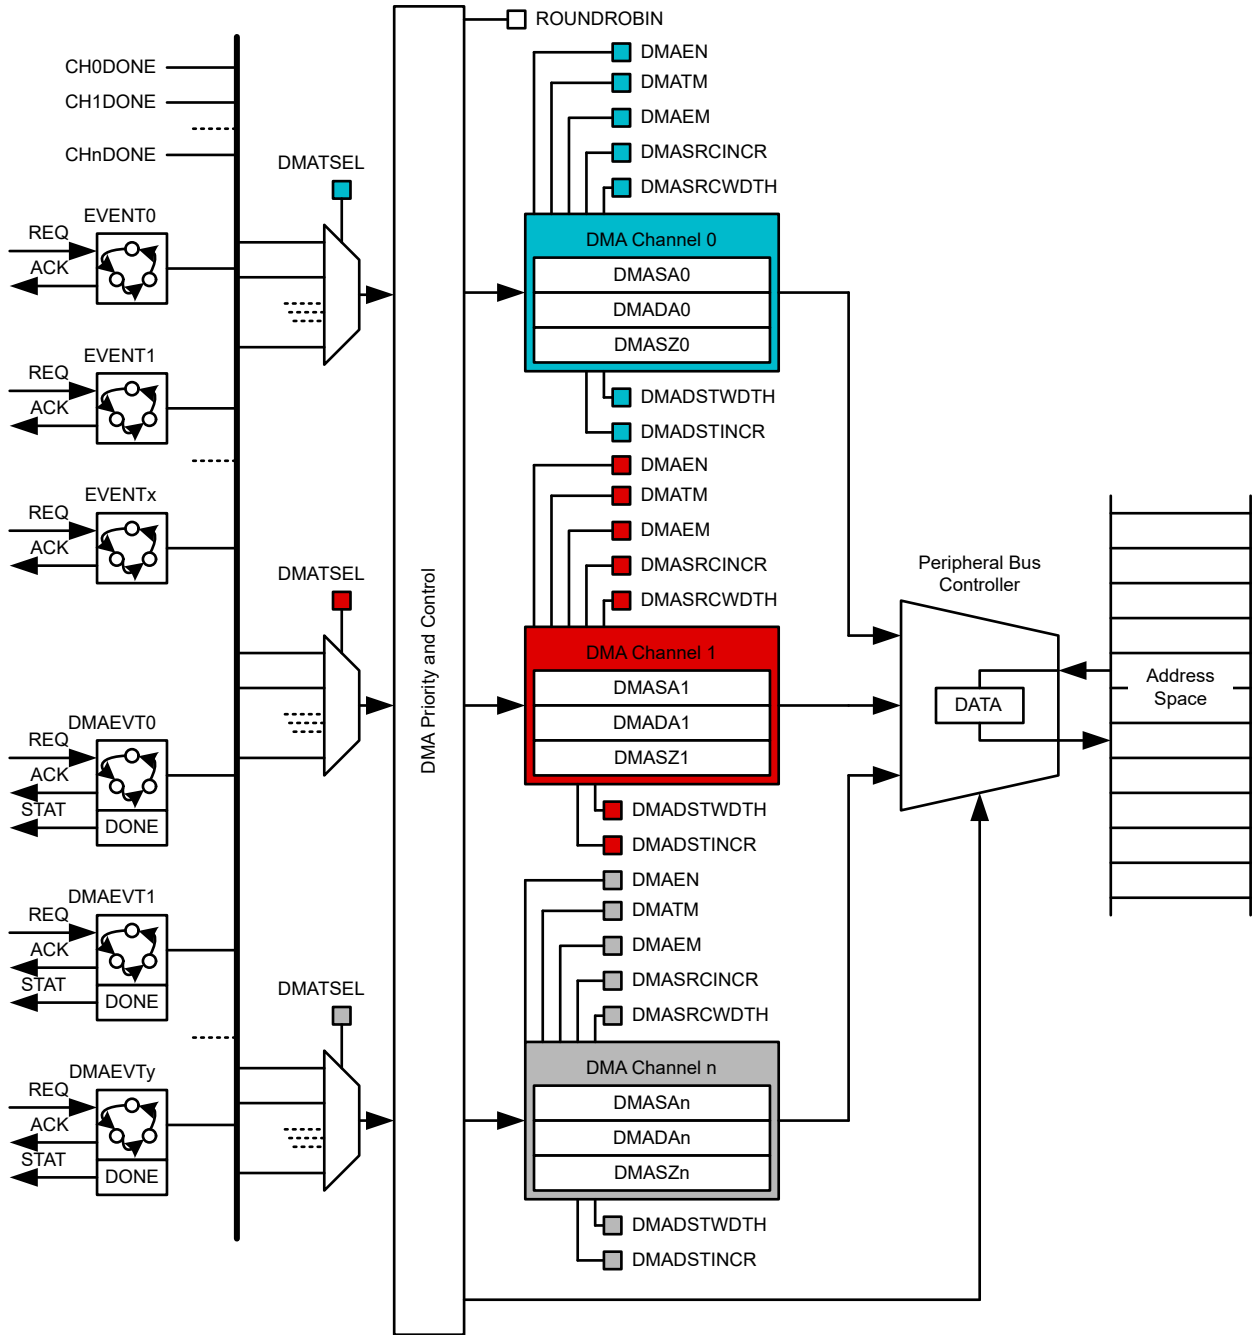 ROUNDROBIN
CH0DONE
CH1DONE
CHnDONE
EVENT0
REQ
ACK
EVENT1
REQ
ACK
EVENTx
REQ
ACK
DMAEVT0
REQ
ACK
STAT
DONE
DMAEVT1
REQ
ACK
STAT
DONE
DMAEVTy
REQ
ACK
STAT
DONE
DMATSEL
DMATSEL
DMATSEL
DMA Priority and Control
DMAEN
DMATM
DMAEM
DMASRCINCR
DMASRCWDTH
DMA Channel 0
DMASA0
DMADA0
DMASZ0
DMADSTWDTH
DMADSTINCR
DMAEN
DMATM
DMAEM
DMASRCINCR
DMASRCWDTH
DMA Channel 1
DMASA1
DMADA1
DMASZ1
DMADSTWDTH
DMADSTINCR
DMAEN
DMATM
DMAEM
DMASRCINCR
DMASRCWDTH
DMA Channel n
DMASAn
DMADAn
DMASZn
DMADSTWDTH
DMADSTINCR
Peripheral Bus
Controller
DATA
Address
Space